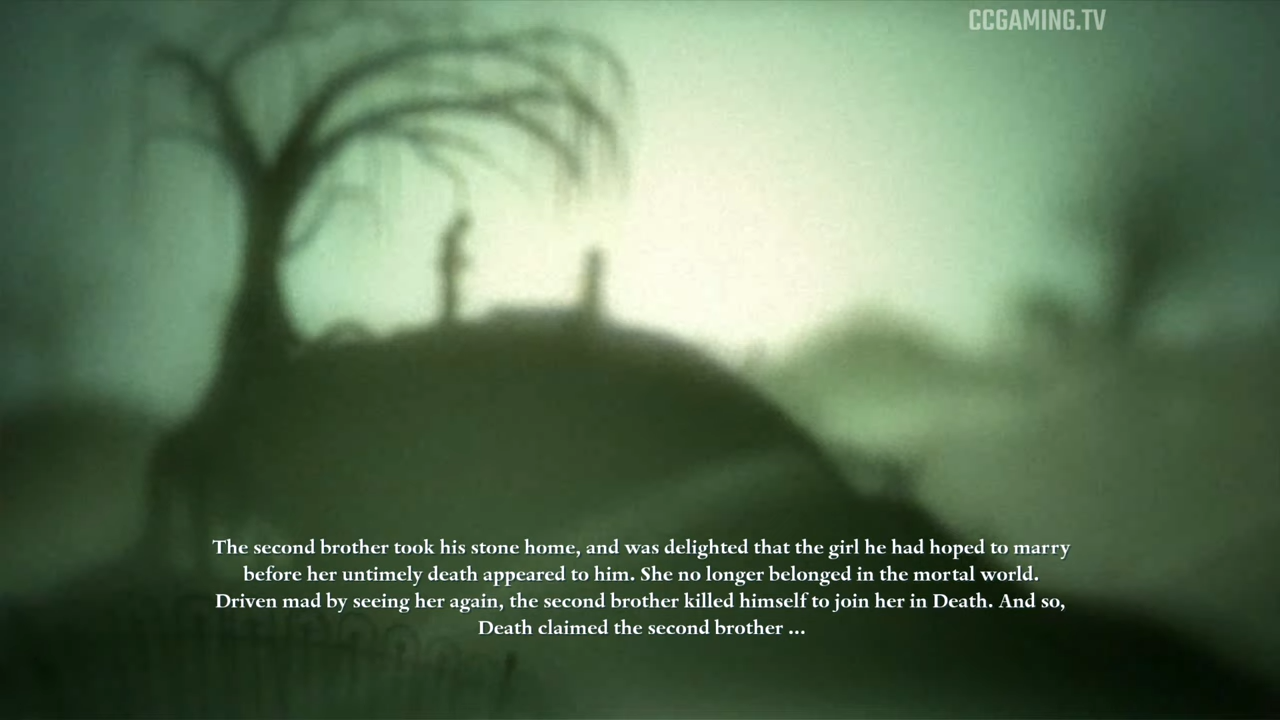 CCGAMING.TV
The second brother took his stone home, and was delighted that the girl he had hoped to marry
before her untimely death appeared to him. She no longer belonged in the mortal world.
Driven mad by seeing her again, the second brother killed himself to join her in Death. And so,
Death claimed the second brother ...